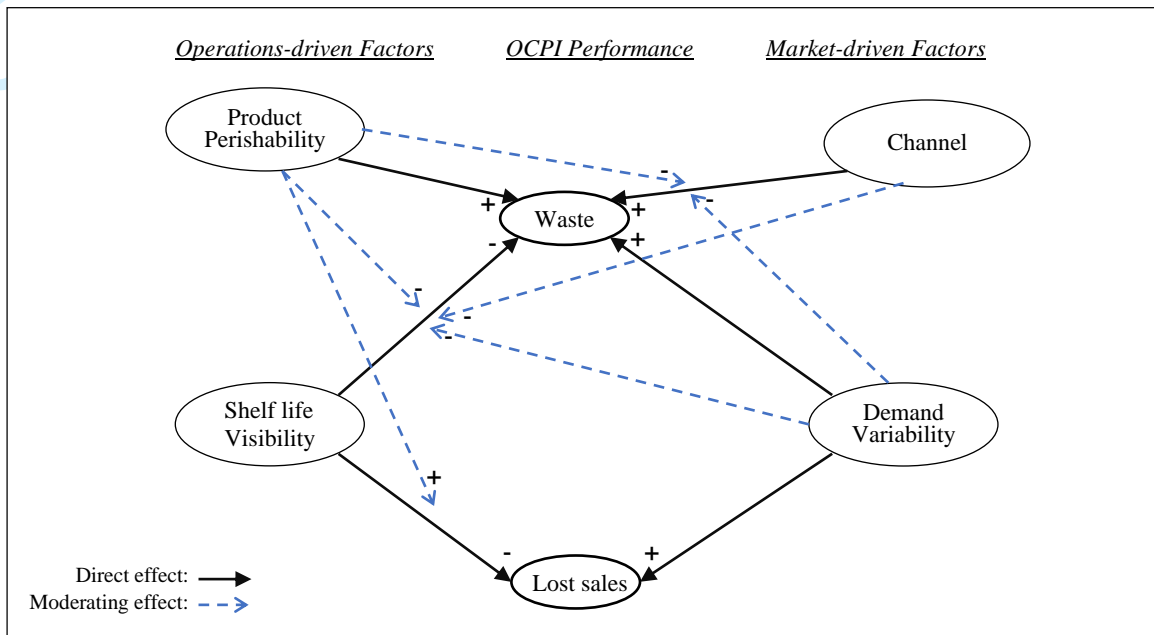 Operations-driven Factors
OCPI Performance
Market-driven Factors
Product
Perishability
Channel
-
-
+
+
Waste
-
+
-
-
-
Shelf life
Visibility
Demand
Variability
+
-
+
Lost sales
Direct effect:
Moderating effect: